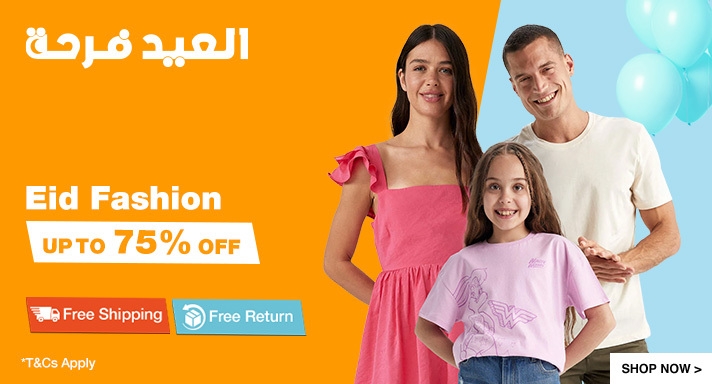 العيد فرحة
Eid Fashion
UP TO 75% OFF
Free Shipping
Free Return
*T&Cs Apply
SHOP NOW >